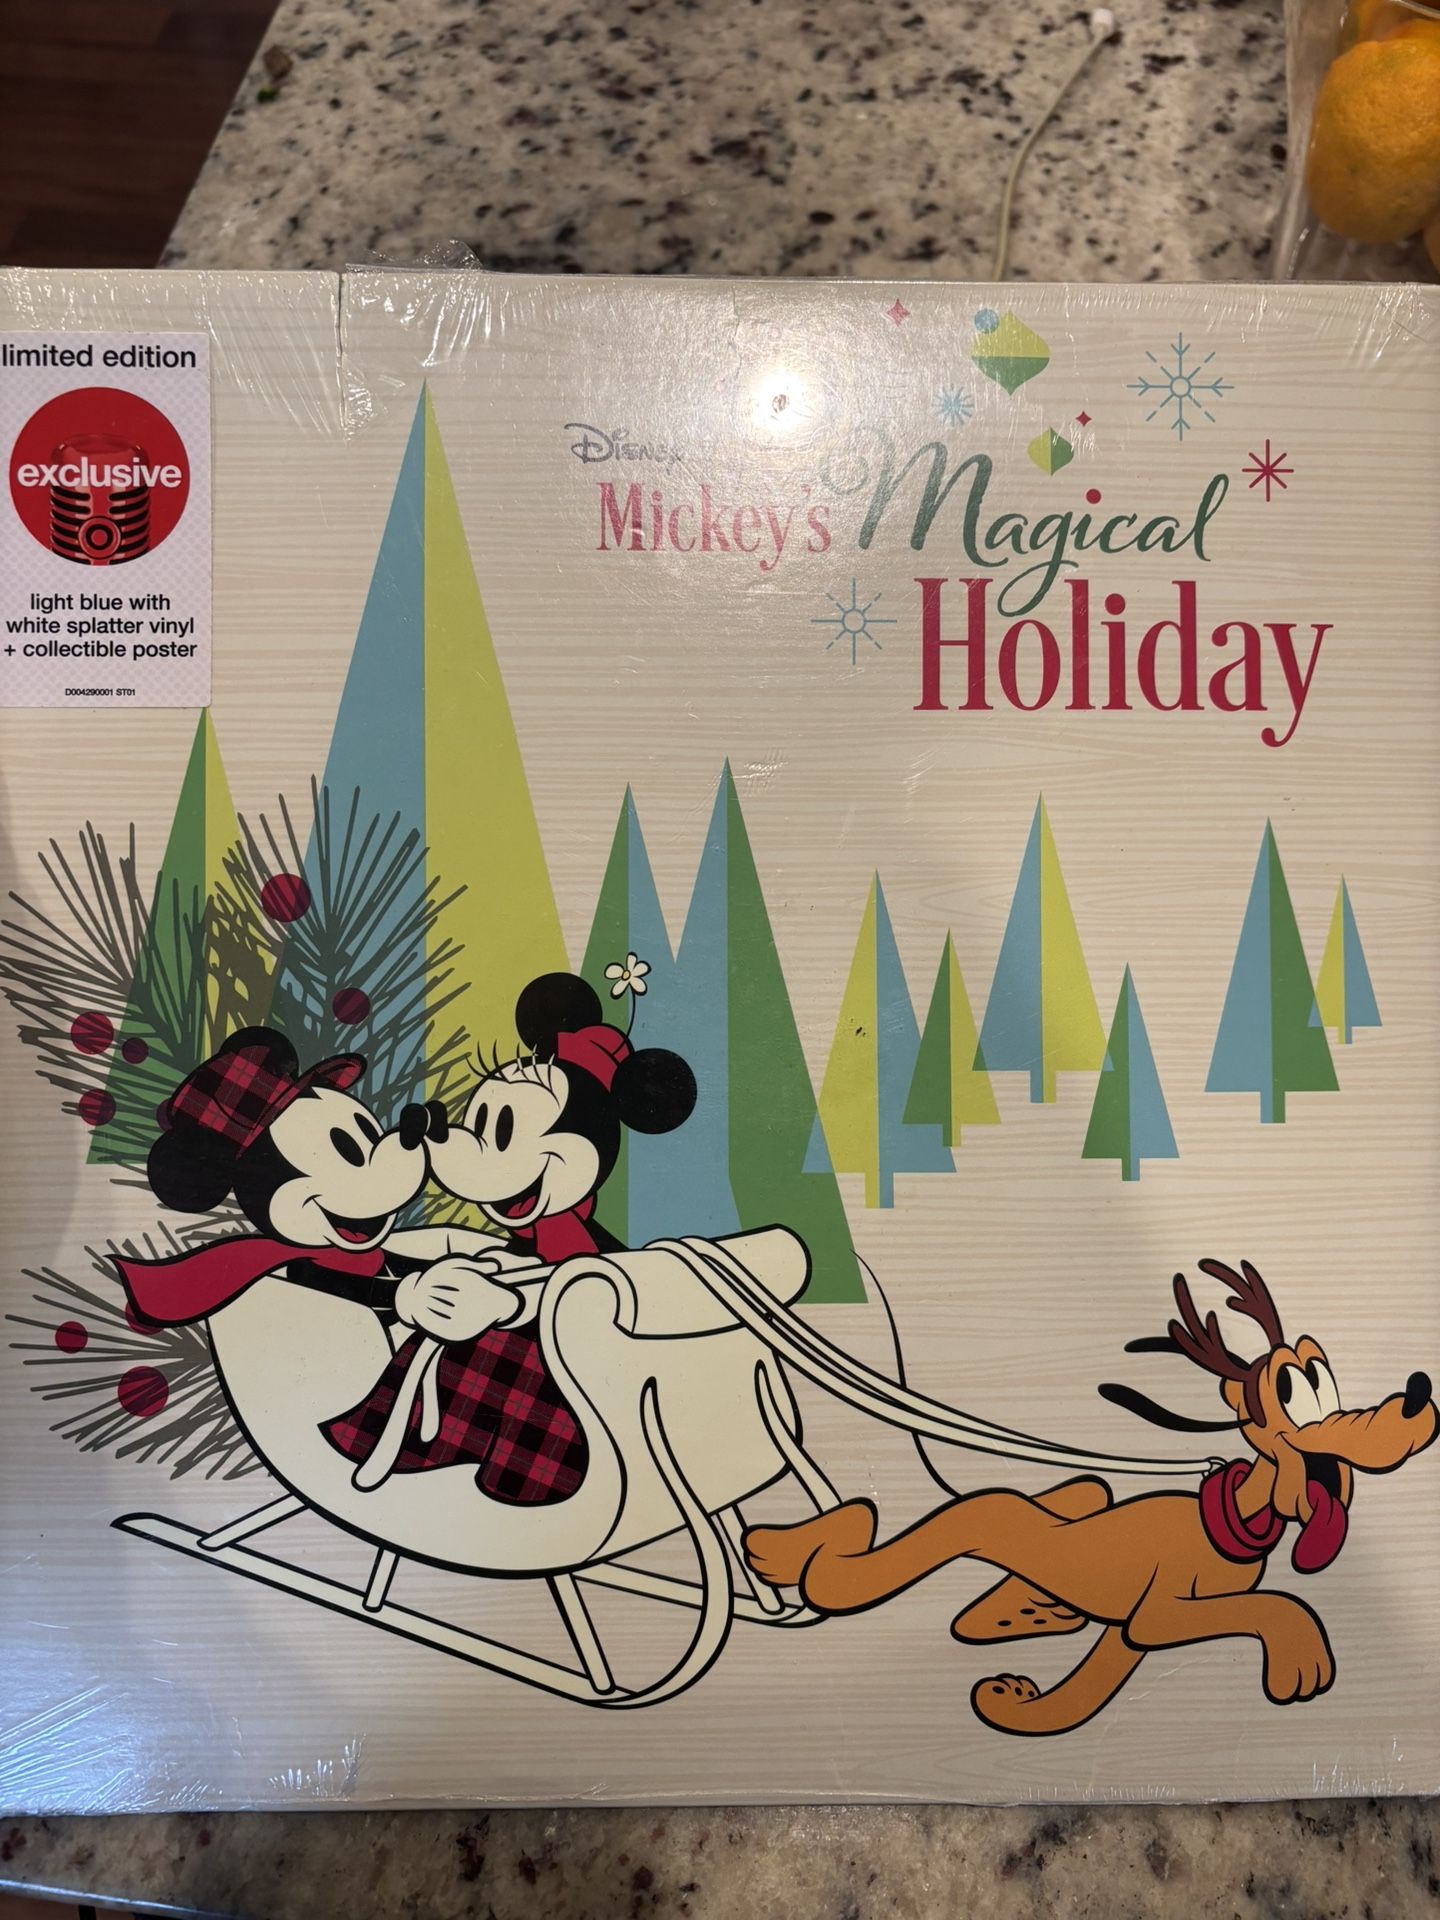 limited edition
exclusive
light blue with
white splatter vinyl
+ collectible poster
D004290001 ST01
Disney
Mickey's Magical
Holiday